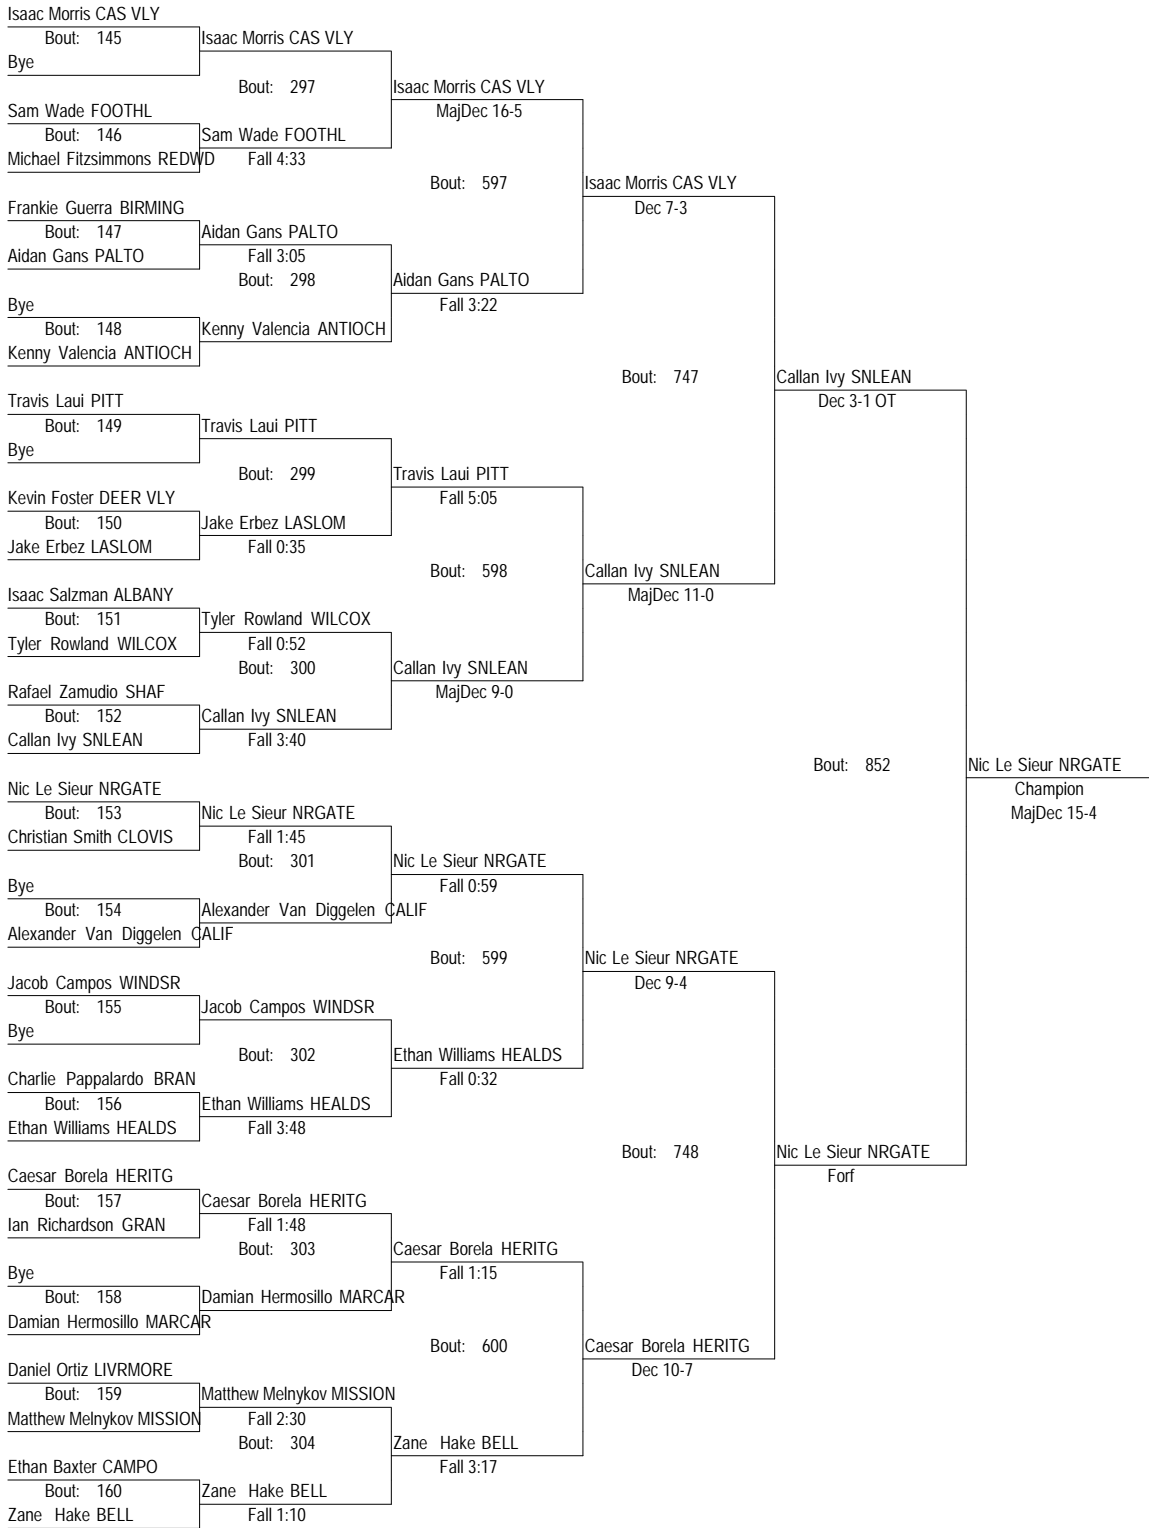 Isaac Morris CAS VLY
Bout: 145
Isaac Morris CAS VLY
Bye
Bout: 297
Isaac Morris CAS VLY
MajDec 16-5
Sam Wade FOOTHL
Bout: 146
Sam Wade FOOTHL
Michael Fitzsimmons REDWD
Fall 4:33
Bout: 597
Isaac Morris CAS VLY
Dec 7-3
Frankie Guerra BIRMING
Bout: 147
Aidan Gans PALTO
Aidan Gans PALTO
Fall 3:05
Bout: 298
Aidan Gans PALTO
Fall 3:22
Bye
Bout: 148
Kenny Valencia ANTIOCH
Kenny Valencia ANTIOCH
Bout: 747
Callan Ivy SNLEAN
Dec 3-1 OT
Travis Laui PITT
Bout: 149
Travis Laui PITT
Bye
Bout: 299
Travis Laui PITT
Fall 5:05
Kevin Foster DEER VLY
Bout: 150
Jake Erbez LASLOM
Jake Erbez LASLOM
Fall 0:35
Bout: 598
Callan Ivy SNLEAN
MajDec 11-0
Isaac Salzman ALBANY
Bout: 151
Tyler Rowland WILCOX
Tyler Rowland WILCOX
Fall 0:52
Bout: 300
Callan Ivy SNLEAN
MajDec 9-0
Rafael Zamudio SHAF
Bout: 152
Callan Ivy SNLEAN
Callan Ivy SNLEAN
Fall 3:40
Bout: 852
Nic Le Sieur NRGATE
Champion
MajDec 15-4
Nic Le Sieur NRGATE
Bout: 153
Nic Le Sieur NRGATE
Christian Smith CLOVIS
Fall 1:45
Bout: 301
Nic Le Sieur NRGATE
Fall 0:59
Bye
Bout: 154
Alexander Van Diggelen CALIF
Alexander Van Diggelen CALIF
Bout: 599
Nic Le Sieur NRGATE
Dec 9-4
Jacob Campos WINDSR
Bout: 155
Jacob Campos WINDSR
Bye
Bout: 302
Ethan Williams HEALDS
Fall 0:32
Charlie Pappalardo BRAN
Bout: 156
Ethan Williams HEALDS
Ethan Williams HEALDS
Fall 3:48
Bout: 748
Nic Le Sieur NRGATE
Forf
Caesar Borela HERITG
Bout: 157
Caesar Borela HERITG
Ian Richardson GRAN
Fall 1:48
Bout: 303
Caesar Borela HERITG
Fall 1:15
Bye
Bout: 158
Damian Hermosillo MARCAR
Damian Hermosillo MARCAR
Bout: 600
Caesar Borela HERITG
Dec 10-7
Daniel Ortiz LIVRMORE
Bout: 159
Matthew Melnykov MISSION
Matthew Melnykov MISSION
Fall 2:30
Bout: 304
Zane Hake BELL
Fall 3:17
Ethan Baxter CAMPO
Bout: 160
Zane Hake BELL
Zane Hake BELL
Fall 1:10